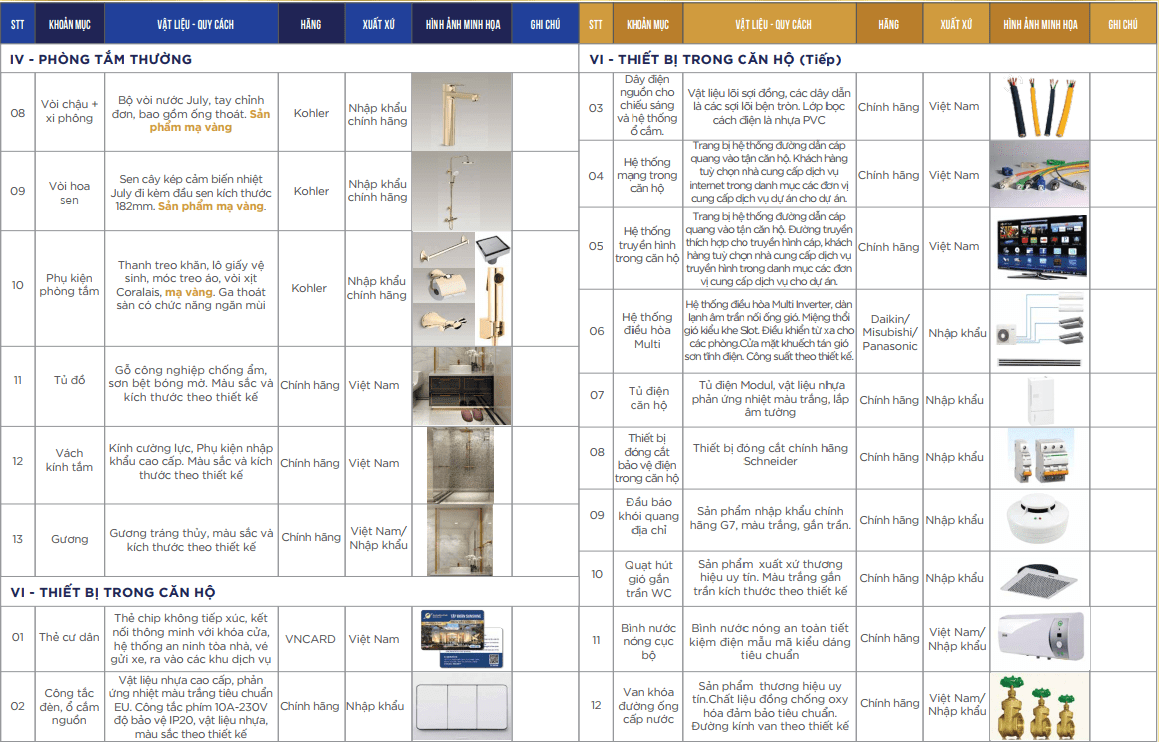 STT KHOẢN MỤC VẬT LIỆU - QUY CÁCH HÃNG XUẤT XỨ HÌNH ẢNH MINH HỌA GHI CHÚ
IV - PHÒNG TẮM THƯỜNG
08
Vòi chậu +
xi phông
Bộ vòi nước July, tay chỉnh
đơn, bao gồm ống thoát. Sản
phẩm mạ vàng
Kohler
Nhập khẩu
chính hãng
09
Vòi hoa
sen
Sen cây kép cảm biến nhiệt
July đi kèm đầu sen kích thước
182mm. Sản phẩm mạ vàng.
Kohler
Nhập khẩu
chính hãng
10
Phụ kiện
phòng tắm
Thanh treo khăn, lô giấy vệ
sinh, móc treo áo, vòi xịt
Coralais, mạ vàng. Ga thoát
sàn có chức năng ngăn mùi
Kohler
Nhập khẩu
chính hãng
11
Tủ đồ
Gỗ công nghiệp chống ẩm,
sơn bệt bóng mờ. Màu sắc và
kích thước theo thiết kế
Chính hãng
Việt Nam
12
Vách
kính tắm
Kính cường lực, Phụ kiện nhập
khẩu cao cấp. Màu sắc và kích
thước theo thiết kế
Chính hãng
Việt Nam
13
Gương
Gương tráng thủy, màu sắc và
kích thước theo thiết kế
Chính hãng
Việt Nam/
Nhập khẩu
VI - THIẾT BỊ TRONG CĂN HỘ
01
Thẻ cư dân
Thẻ chip không tiếp xúc, kết
nối thông minh với khóa cửa,
hệ thống an ninh tòa nhà, vé
gửi xe, ra vào các khu dịch vụ
VNCARD
Việt Nam
02
Công tắc
đèn, ổ cắm
nguồn
Vật liệu nhựa cao cấp, phản
ứng nhiệt màu trắng tiêu chuẩn
EU. Công tắc phím 10A-230V
độ bảo vệ IP20, vật liệu nhựa,
màu sắc theo thiết kế
Chính hãng
Nhập khẩu
STT KHOẢN MỤC VẬT LIỆU - QUY CÁCH HÃNG XUẤT XỨ HÌNH ẢNH MINH HỌA GHI CHÚ
VI - THIẾT BỊ TRONG CĂN HỘ (Tiếp)
03
Dây điện
nguồn cho
chiếu sáng
và hệ thống
ổ cắm.
Vật liệu lõi sợi đồng, các dây dẫn
là các sợi lõi bện tròn. Lớp bọc
cách điện là nhựa PVC
Chính hãng
Việt Nam
04
Hệ thống
mạng trong
căn hộ
Trang bị hệ thống đường dẫn cáp
quang vào tận căn hộ. Khách hàng
tuỳ chọn nhà cung cấp dịch vụ
internet trong danh mục các đơn vị
cung cấp dịch vụ dự án cho dự án.
Chính hãng
Việt Nam
05
Hệ thống
truyền hình
trong căn hộ
Trang bị hệ thống đường dẫn cáp
quang vào tận căn hộ. Đường truyền
thích hợp cho truyền hình cáp, khách
hàng tuỳ chọn nhà cung cấp dịch vụ
truyền hình trong danh mục các đơn
vị cung cấp dịch vụ cho dự án.
Chính hãng
Việt Nam
06
Hệ thống
điều hòa
Multi
Hệ thống điều hòa Multi Inverter, dàn
lạnh âm trần nối ống gió. Miệng thổi
gió kiểu khe Slot. Điều khiển từ xa cho
các phòng.Cửa mặt khuếch tán gió
sơn tĩnh điện. Công suất theo thiết kế.
Daikin/
Misubishi/
Panasonic
Nhập khẩu
07
Tủ điện
căn hộ
Tủ điện Modul, vật liệu nhựa
phản ứng nhiệt màu trắng, lắp
âm tường
Chính hãng
Nhập khẩu
08
Thiết bị
đóng cắt
bảo vệ điện
trong căn hộ
Thiết bị đóng cắt chính hãng
Schneider
Chính hãng
Nhập khẩu
09
Đầu báo
khói quang
địa chỉ
Sản phẩm nhập khẩu chính
hãng G7, màu trắng, gắn trần.
Chính hãng
Nhập khẩu
10
Quạt hút
gió gắn
trần WC
Sản phẩm xuất xứ thương
hiệu uy tín. Màu trắng gắn
trần kích thước theo thiết kế
Chính hãng
Nhập khẩu
11
Bình nước
nóng cục
bộ
Bình nước nóng an toàn tiết
kiệm điện mẫu mã kiểu dáng
tiêu chuẩn
Chính hãng
Việt Nam/
Nhập khẩu
12
Van khóa
đường ống
cấp nước
Sản phẩm thương hiệu uy
tín.Chất liệu đồng chống oxy
hóa đảm bảo tiêu chuẩn.
Đường kính van theo thiết kế
Chính hãng
Việt Nam/
Nhập khẩu